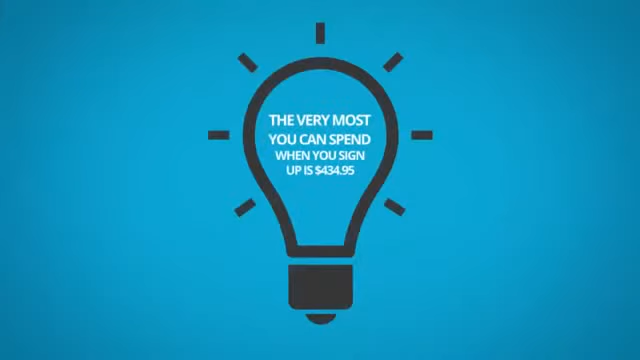 THE VERY MOST
YOU CAN SPEND
WHEN YOU SIGN
UP IS $434.95